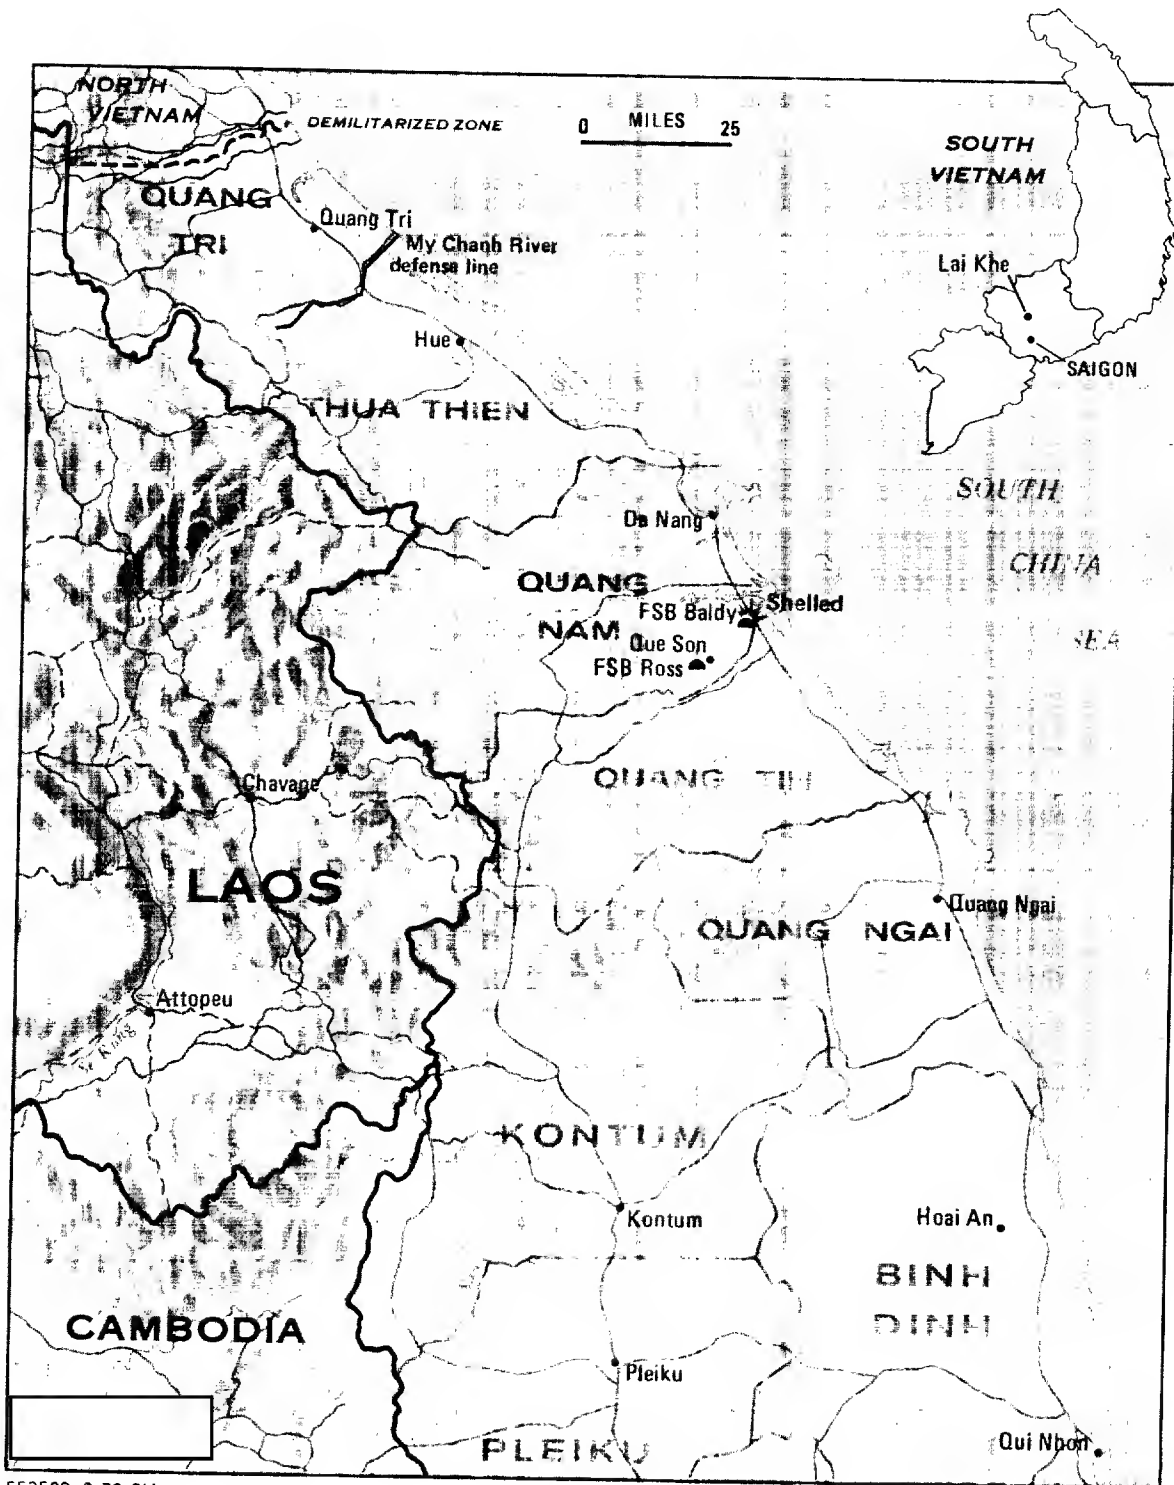 NORTH
VIETNAM
DEMILITARIZED ZONE
0 MILES 25
SOUTH
VIETNAM
QUANG
TRI
Quang Tri
My Chanh River
defense line
Lai Khe
Hue
SAIGON
THUA THIEN
SOUTH
Da Nang
CHINA
QUANG
NAM
FSB Baldy
Shelled
SEA
Que Son
FSB Ross
QUANG TIN
Chavane
LAOS
Quang Ngai
QUANG NGAI
Attopeu
Kong
KONTUM
Kontum
Hoai An
BINH
DINH
CAMBODIA
Pleiku
PLEIKU
Qui Nhon